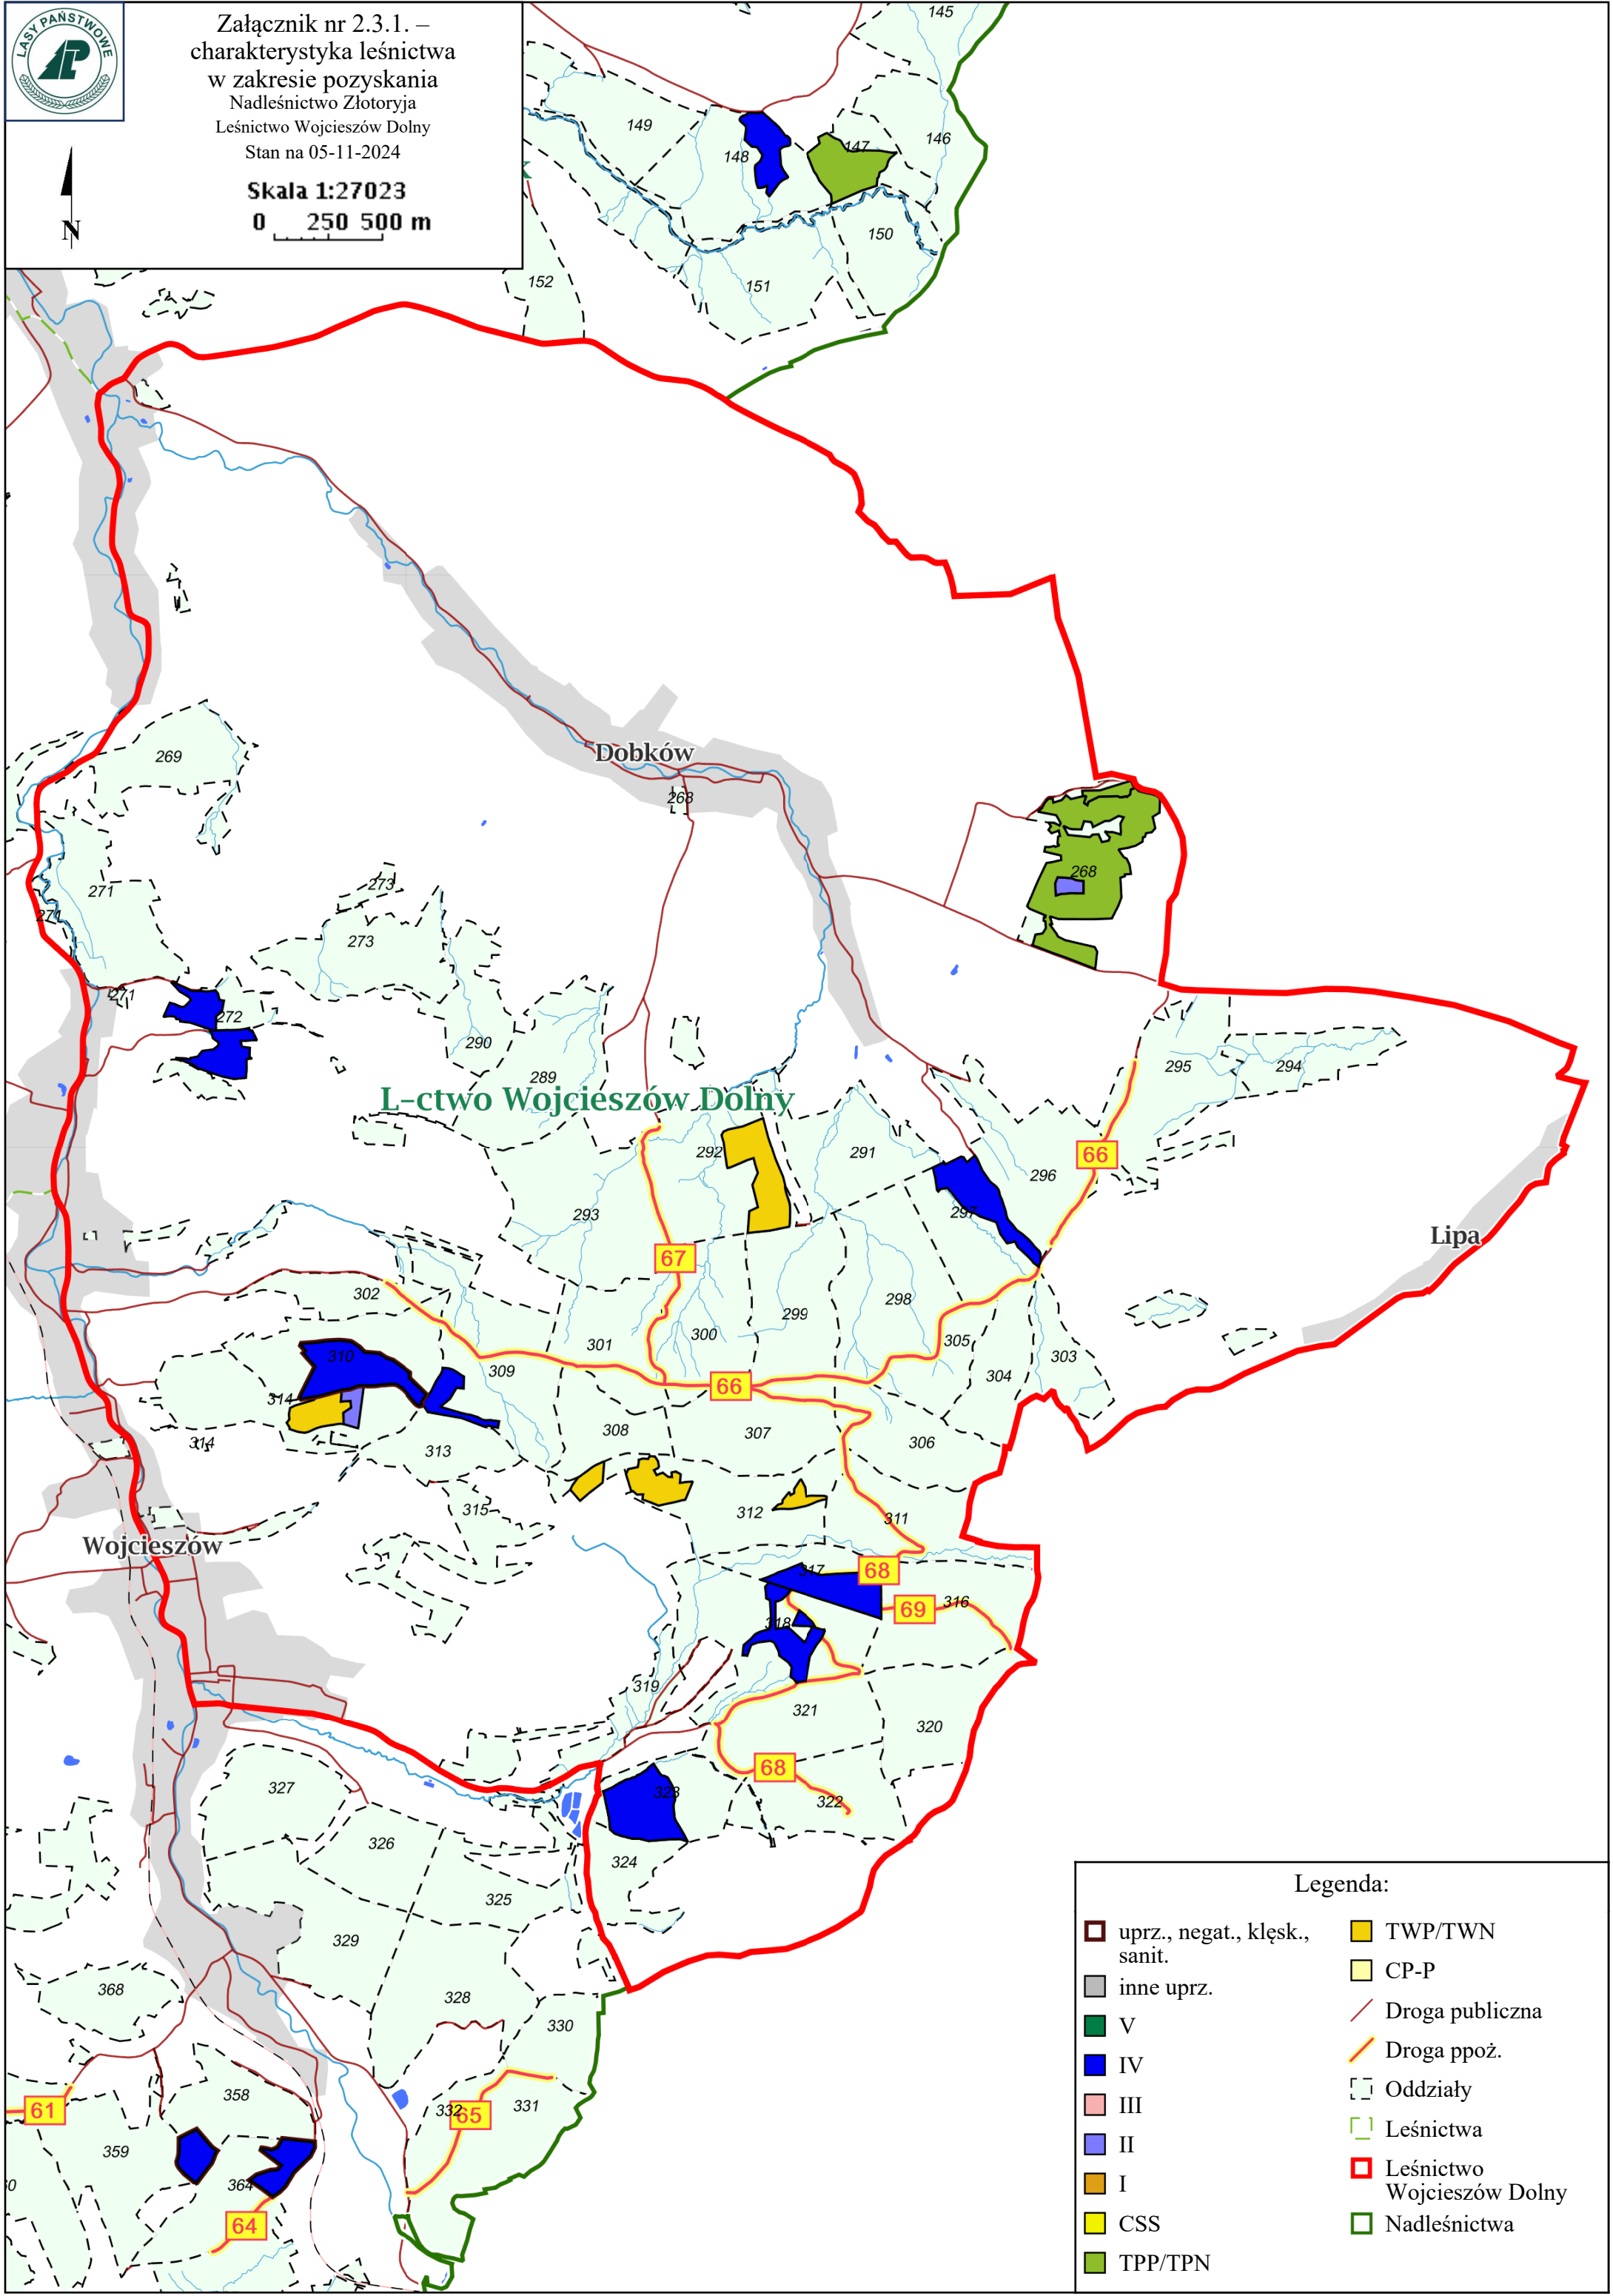 LASY PAŃSTWOWE
Załącznik nr 2.3.1. –
charakterystyka leśnictwa
w zakresie pozyskania
Nadleśnictwo Złotoryja
Leśnictwo Wojcieszów Dolny
Stan na 05-11-2024
Skala 1:27023
0 250 500 m
N
145
149
148
147
146
150
151
152
269
Dobków
268
268
271
271
273
273
271
272
290
289
L-ctwo Wojcieszów Dolny
295
294
292
291
296
66
293
297
67
Lipa
302
301
300
299
298
305
304
303
310
309
66
314
314
313
308
307
306
315
312
311
Wojcieszów
317
68
69
316
318
319
321
320
327
68
323
322
326
324
325
329
368
328
330
358
61
332
65
331
359
364
64
Legenda:
uprz., negat., klęsk.,
sanit.
inne uprz.
V
IV
III
II
I
CSS
TPP/TPN
TWP/TWN
CP-P
Droga publiczna
Droga ppoż.
Oddziały
Leśnictwa
Leśnictwo
Wojcieszów Dolny
Nadleśnictwa